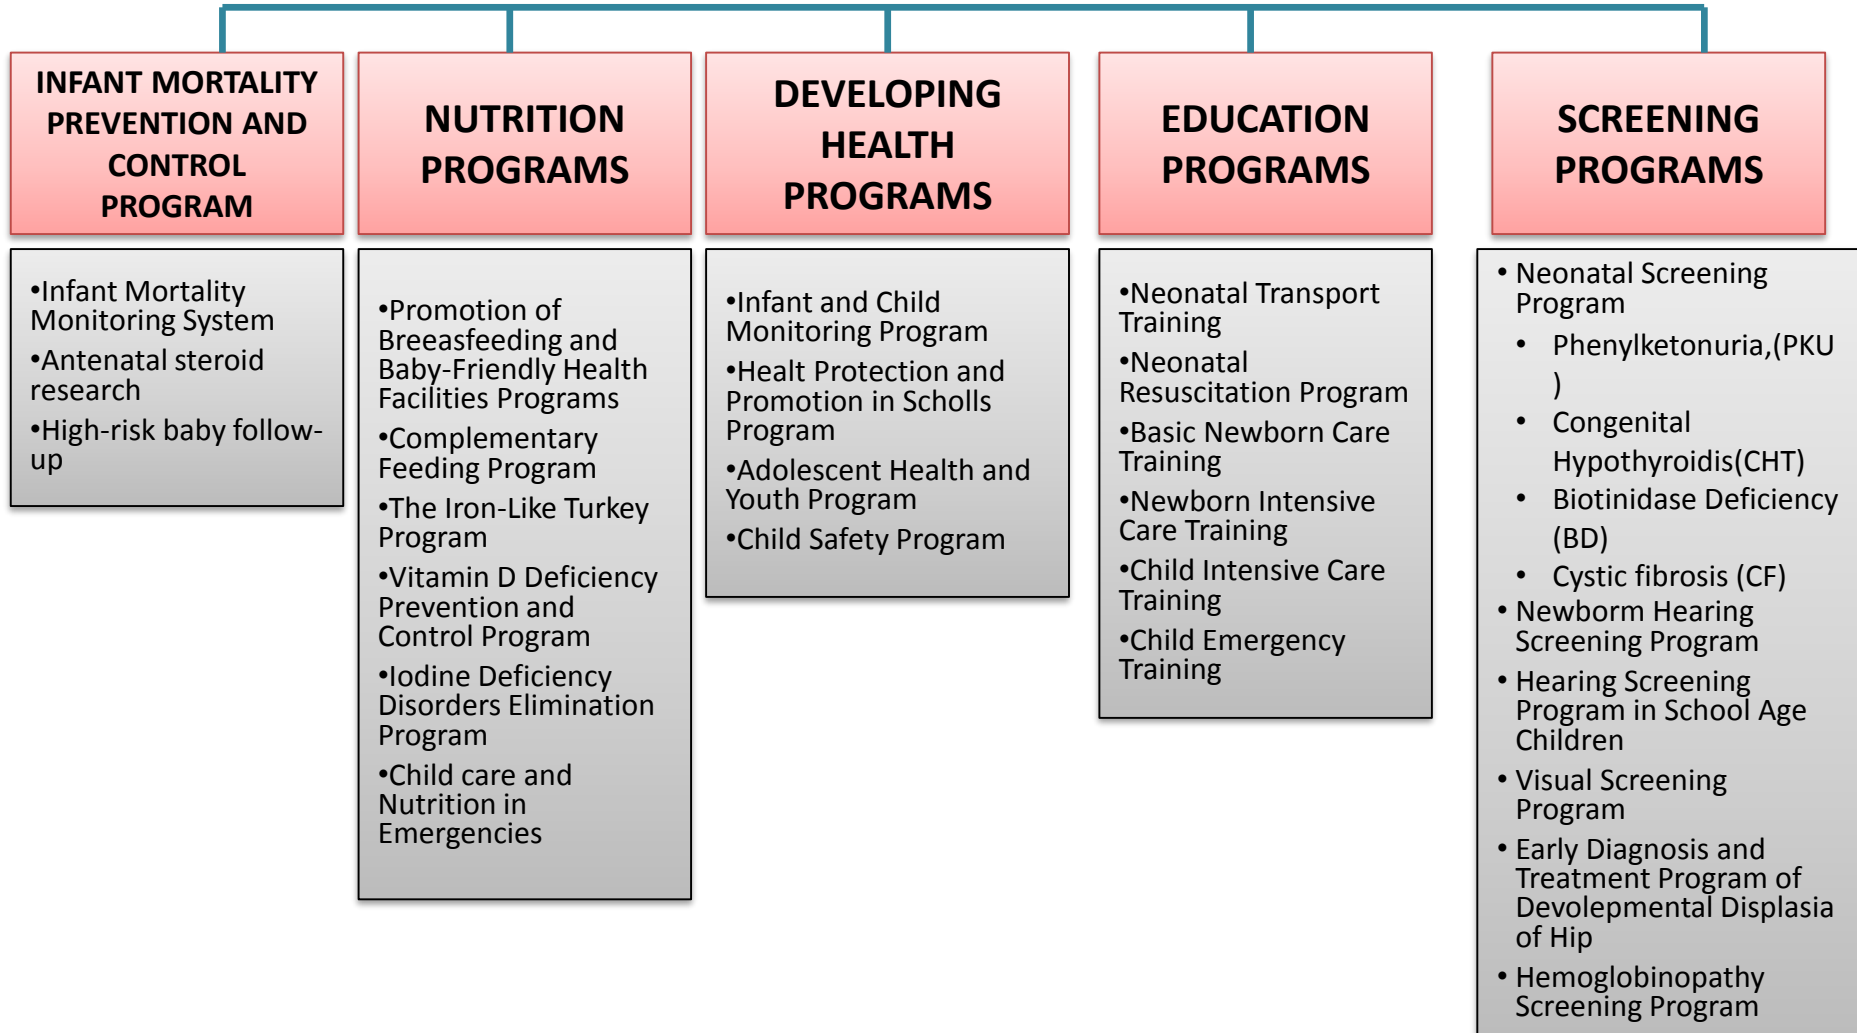 INFANT MORTALITY
PREVENTION AND
CONTROL
PROGRAM
•Infant Mortality
Monitoring System
•Antenatal steroid
research
•High-risk baby follow-
up
NUTRITION
PROGRAMS
•Promotion of
Breeasfeeding and
Baby-Friendly Health
Facilities Programs
•Complementary
Feeding Program
•The Iron-Like Turkey
Program
•Vitamin D Deficiency
Prevention and
Control Program
•Iodine Deficiency
Disorders Elimination
Program
•Child care and
Nutrition in
Emergencies
DEVELOPING
HEALTH
PROGRAMS
•Infant and Child
Monitoring Program
•Healt Protection and
Promotion in Scholls
Program
•Adolescent Health and
Youth Program
•Child Safety Program
EDUCATION
PROGRAMS
•Neonatal Transport
Training
•Neonatal
Resuscitation Program
•Basic Newborn Care
Training
•Newborn Intensive
Care Training
•Child Intensive Care
Training
•Child Emergency
Training
SCREENING
PROGRAMS
• Neonatal Screening
Program
• Phenylketonuria,(PKU
)
• Congenital
Hypothyroidis(CHT)
• Biotinidase Deficiency
(BD)
• Cystic fibrosis (CF)
• Newborm Hearing
Screening Program
• Hearing Screening
Program in School Age
Children
• Visual Screening
Program
• Early Diagnosis and
Treatment Program of
Devolepmental Displasia
of Hip
• Hemoglobinopathy
Screening Program